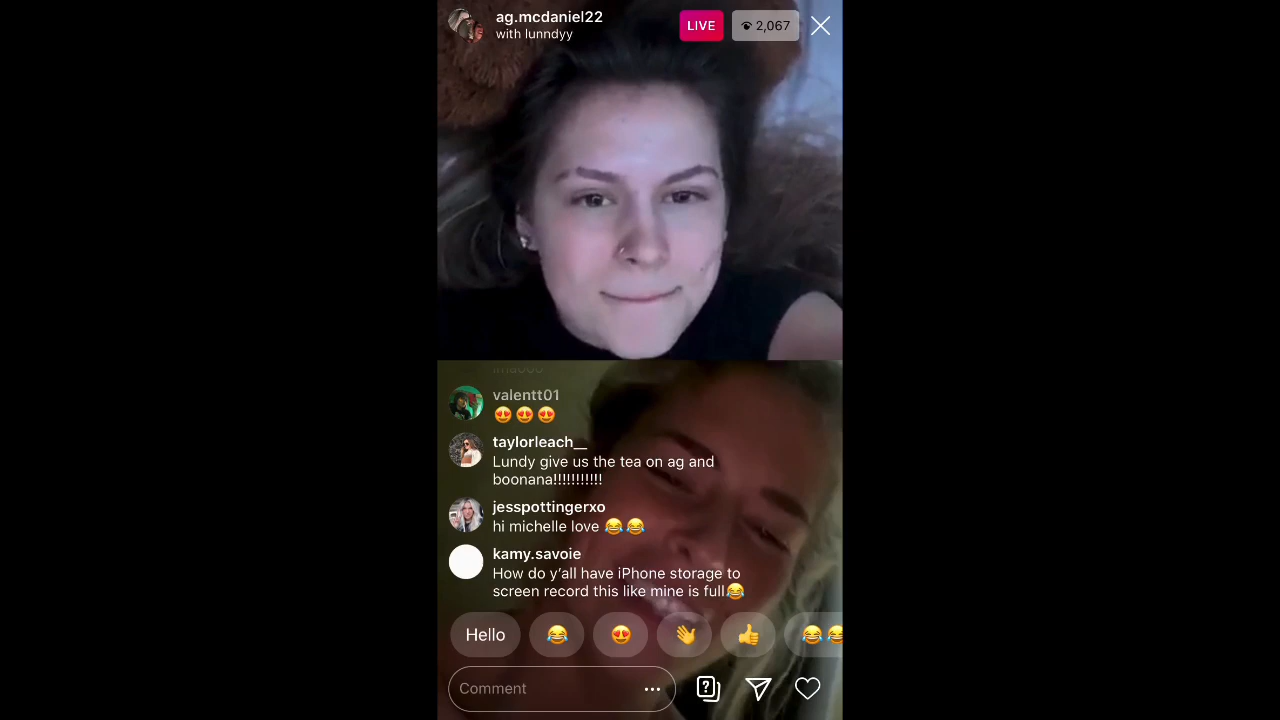 ag.mcdaniel22
with lunndyy
LIVE
2,067
lmaooo
valentt01
😍😍😍
taylorleach__
Lundy give us the tea on ag and
boonana!!!!!!!!!!!
jesspottingerxo
hi michelle love 😂😂
kamy.savoie
How do y'all have iPhone storage to
screen record this like mine is full😂
Hello
😂
😍
👋
👍
😂😂
Comment